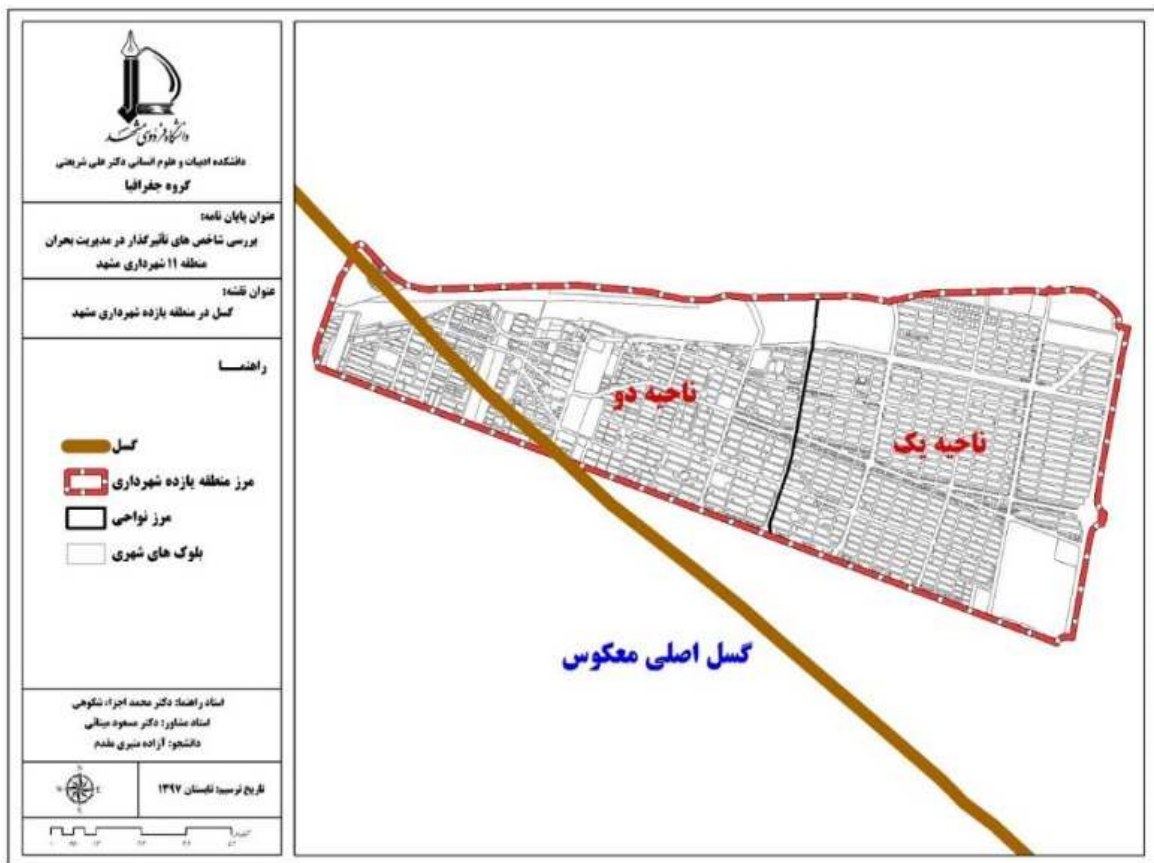 دانشگاه فردوسی مشهد
دانشکده ادبیات و علوم انسانی دکتر علی شریعتی
گروه جغرافیا
عنوان پایان نامه:
بررسی شاخص های تأثیرگذار در مدیریت بحران
منطقه ۱۱ شهرداری مشهد
عنوان نقشه:
گسل در منطقه یازده شهرداری مشهد
راهنمــــا
گسل
مرز منطقه یازده شهرداری
مرز نواحی
بلوک های شهری
استاد راهنما: دکتر محمد اجزاء شکوهی
استاد مشاور: دکتر مسعود مینائی
دانشجو: آزاده منیری مقدم
تاریخ ترسیم: تابستان ۱۳۹۷
ناحیه دو
ناحیه یک
گسل اصلی معکوس